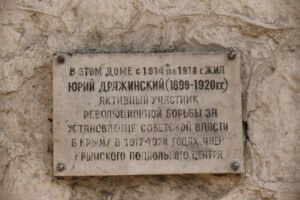 В ЭТОМ ДОМЕ с 1914 по 1918 г. ЖИЛ
ЮРИЙ ДРАЖИНСКИЙ (1899-1920гг.)
АКТИВНЫЙ УЧАСТНИК
РЕВОЛЮЦИОННОЙ БОРЬБЫ ЗА
УСТАНОВЛЕНИЕ СОВЕТСКОЙ ВЛАСТИ
В КРЫМУ В 1917-1920 ГОДАХ, ЧЛЕН
КРЫМСКОГО ПОДПОЛЬНОГО ЦЕНТРА